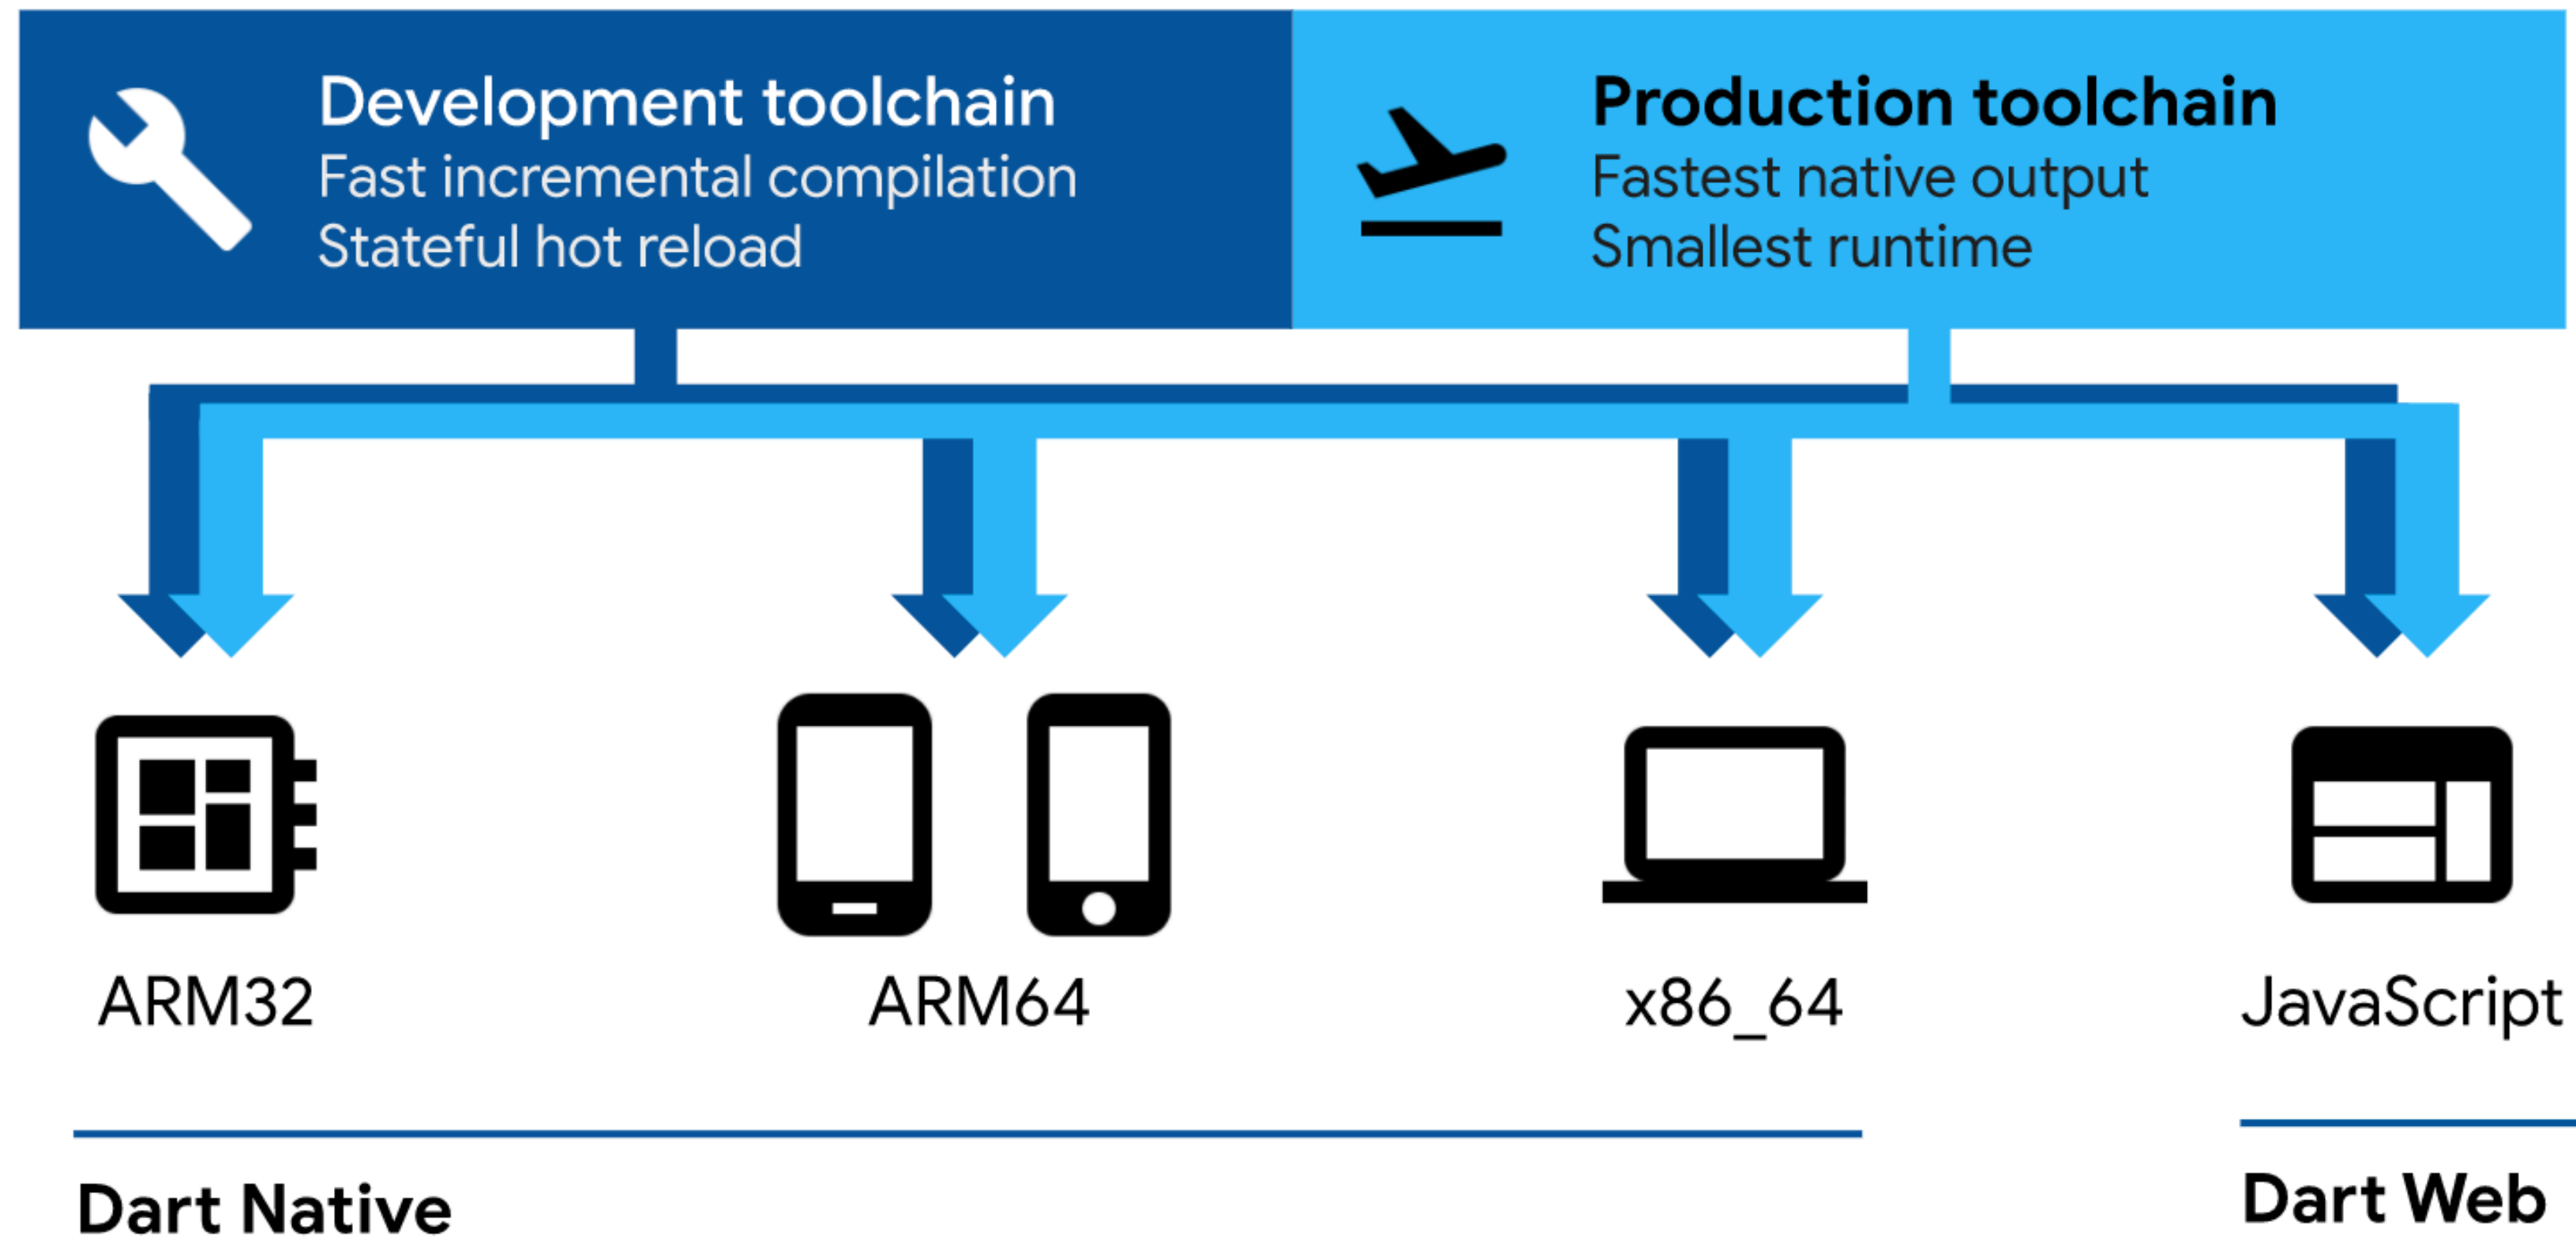 Development toolchain
Fast incremental compilation
Stateful hot reload
Production toolchain
Fastest native output
Smallest runtime
ARM32
ARM64
x86_64
JavaScript
Dart Native
Dart Web